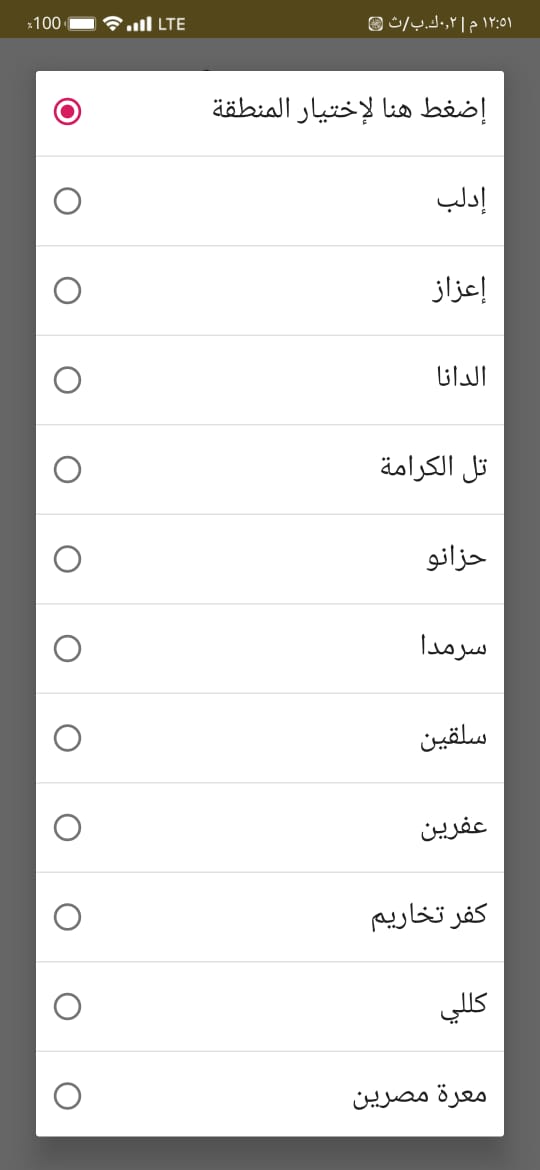 ١٢:٥١ م | ٠,٢ك.ب/ث LTE 100٪
إضغط هنا لإختيار المنطقة
إدلب
إعزاز
الدانا
تل الكرامة
حزانو
سرمدا
سلقين
عفرين
كفر تخاريم
كللي
معرة مصرين